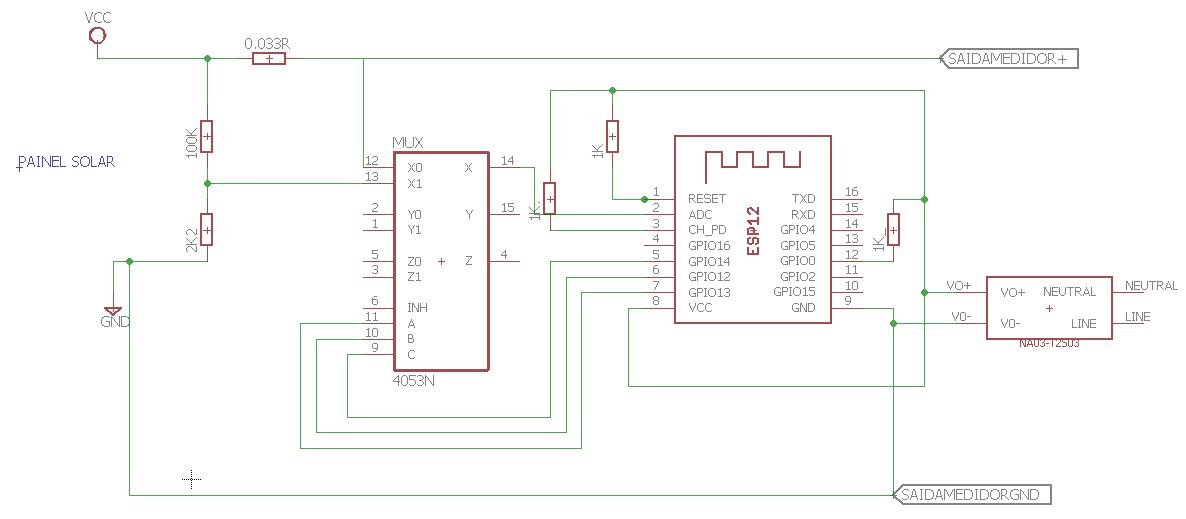 VCC
0.033R
SAIDAMEDIDOR+
100K
PAINEL SOLAR
2K2
GND
MUX
12 X0 X 14
13 X1
2 Y0 Y 15
1 Y1
5 Z0 Z 4
3 Z1
6 INH
11 A
10 B
9 C
4053N
1K
1K
1 RESET TXD 16
2 ADC RXD 15
3 CH_PD GPIO4 14
4 GPIO16 GPIO5 13
5 GPIO14 GPIO0 12
6 GPIO12 GPIO2 11
7 GPIO13 GPIO15 10
8 VCC GND 9
ESP12
1K_
VO+ VO+ NEUTRAL NEUTRAL
V0- V0- LINE LINE
NA03-T2S03
SAIDAMEDIDORGND